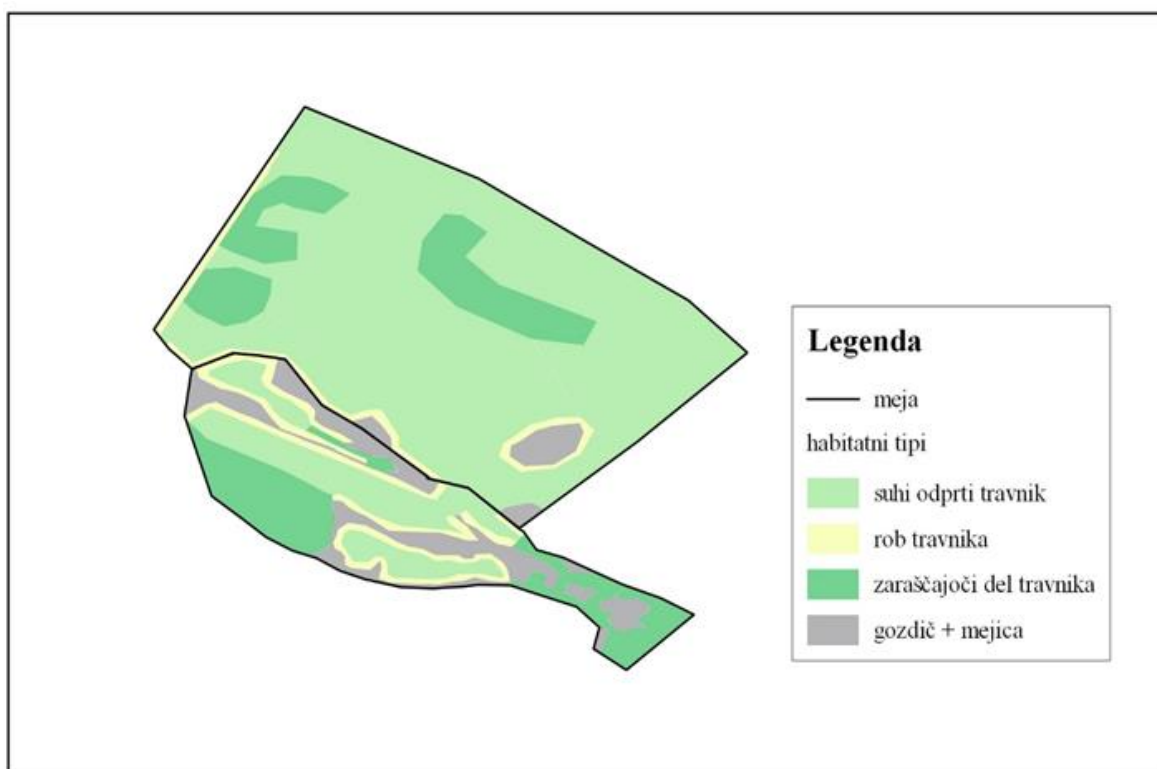 Legenda
meja
habitatni tipi
suhi odprti travnik
rob travnika
zaraščajoči del travnika
gozdič + mejica